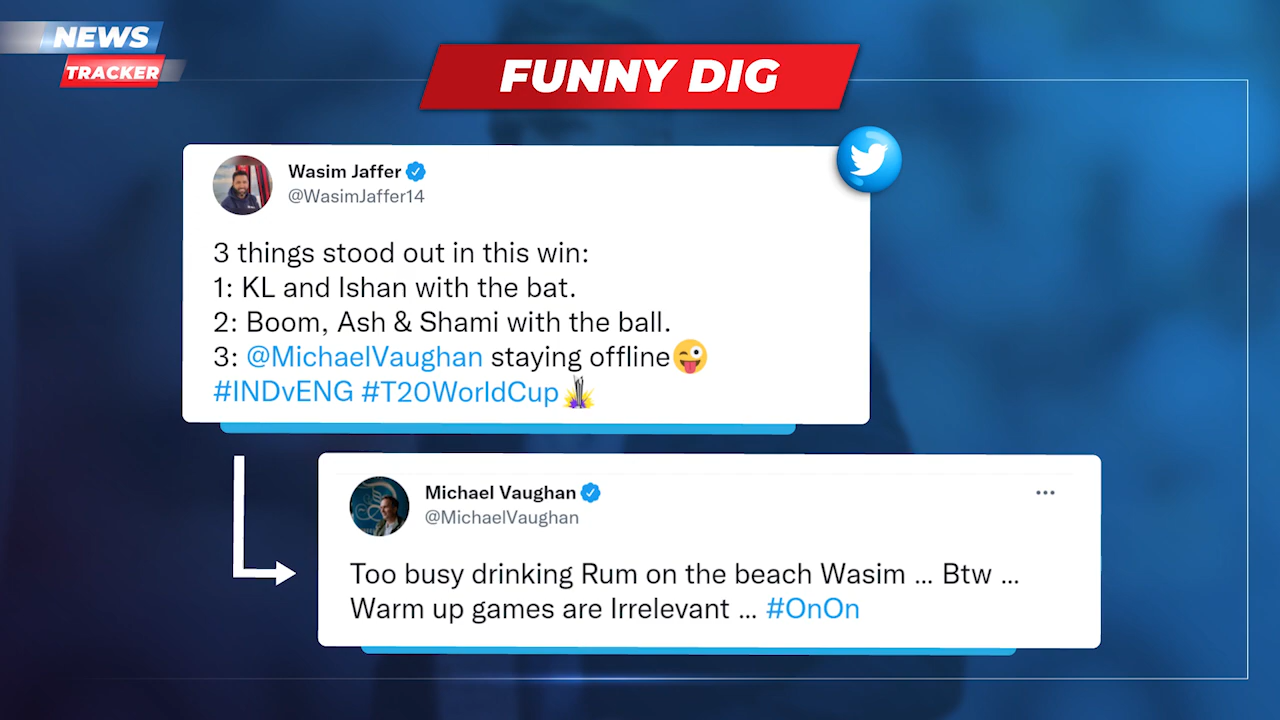 NEWS
TRACKER
FUNNY DIG
Wasim Jaffer
@WasimJaffer14
3 things stood out in this win:
1: KL and Ishan with the bat.
2: Boom, Ash & Shami with the ball.
3: @MichaelVaughan staying offline😜
#INDvENG #T20WorldCup
Michael Vaughan
@MichaelVaughan
Too busy drinking Rum on the beach Wasim ... Btw ...
Warm up games are Irrelevant ... #OnOn